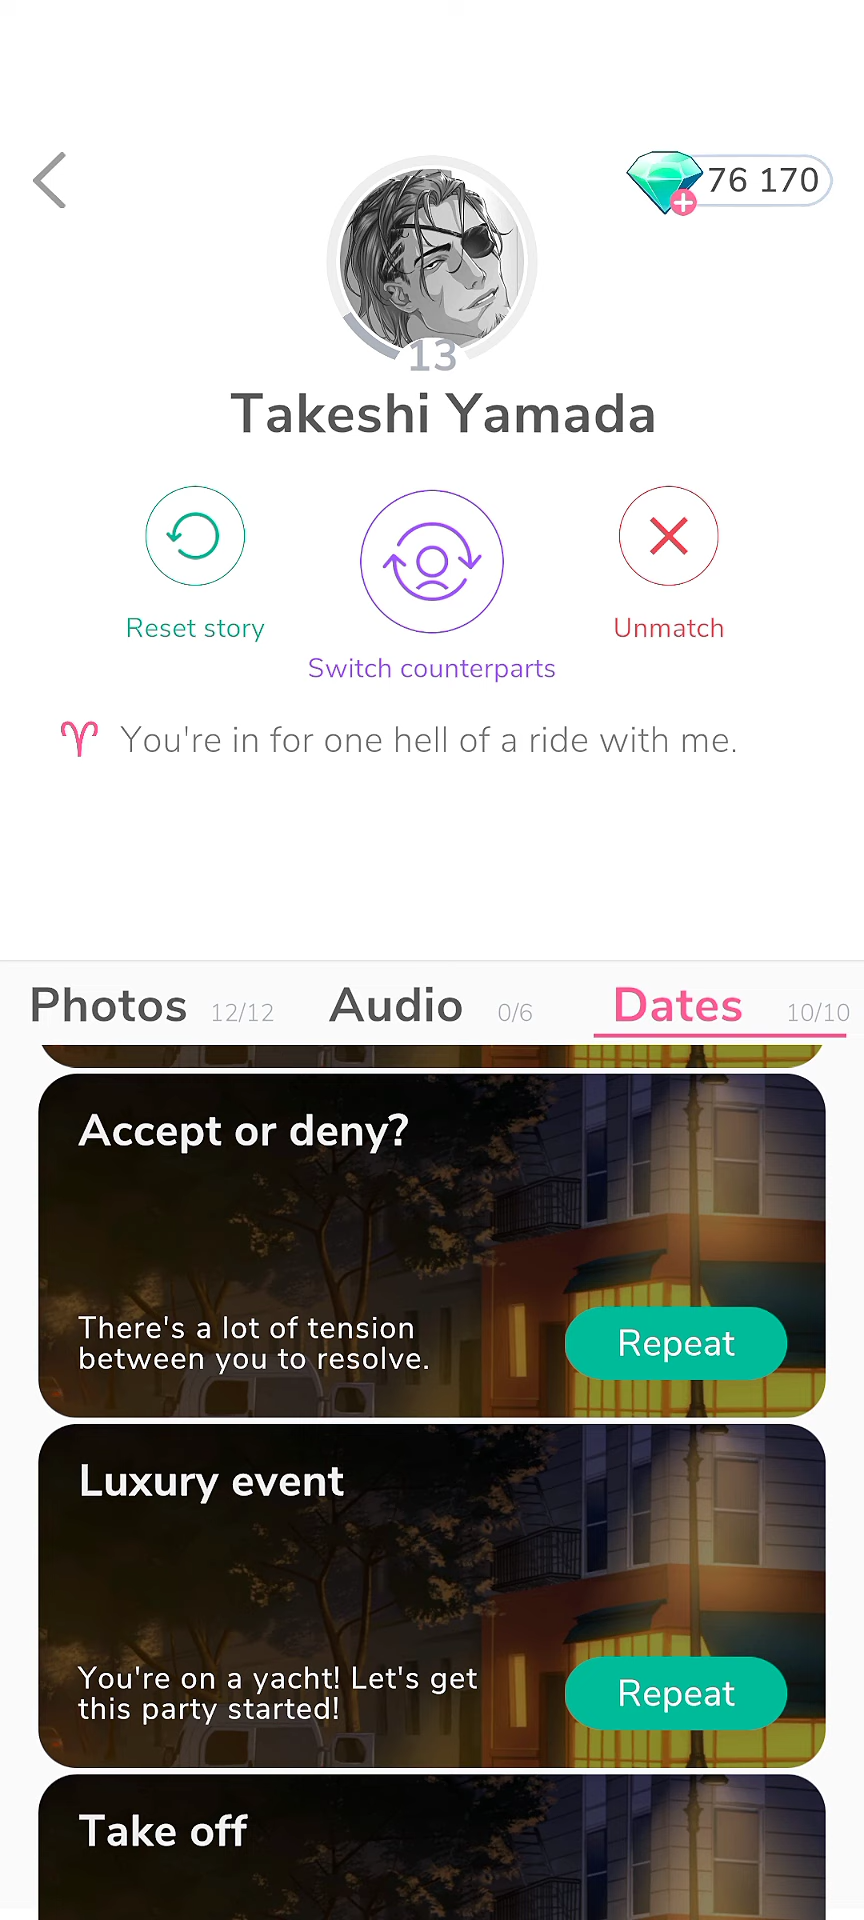 76 170
13
Takeshi Yamada
Reset story
Switch counterparts
Unmatch
You're in for one hell of a ride with me.
Photos 12/12 Audio 0/6 Dates 10/10
Accept or deny?
There's a lot of tension
between you to resolve.
Repeat
Luxury event
You're on a yacht! Let's get
this party started!
Repeat
Take off